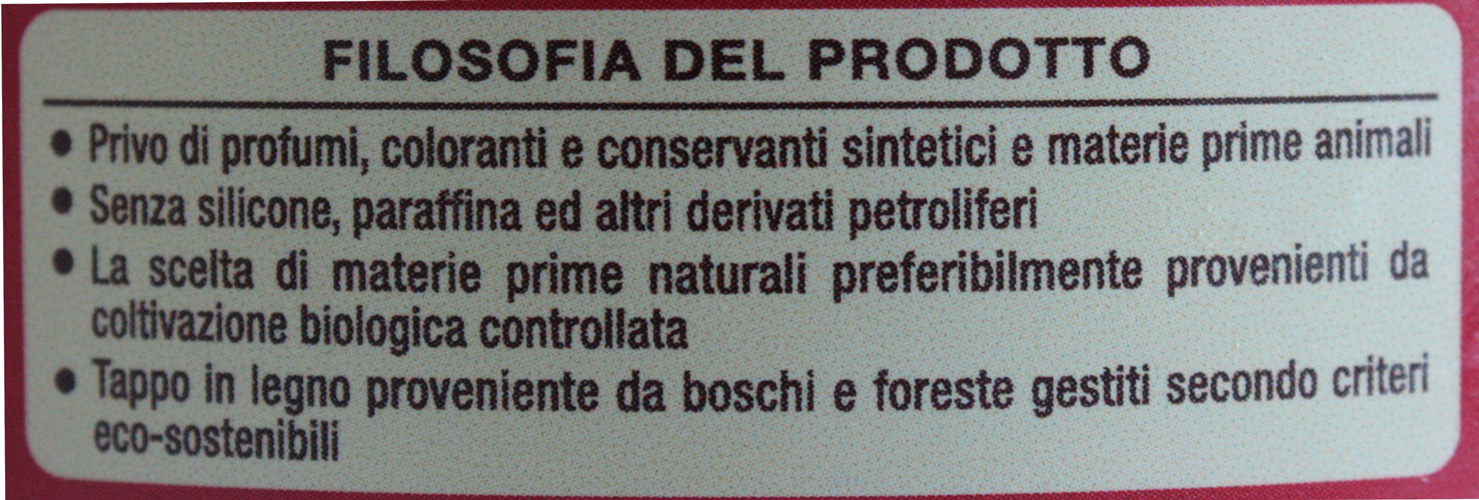 FILOSOFIA DEL PRODOTTO
• Privo di profumi, coloranti e conservanti sintetici e materie prime animali
• Senza silicone, paraffina ed altri derivati petroliferi
• La scelta di materie prime naturali preferibilmente provenienti da
coltivazione biologica controllata
• Tappo in legno proveniente da boschi e foreste gestiti secondo criteri
eco-sostenibili